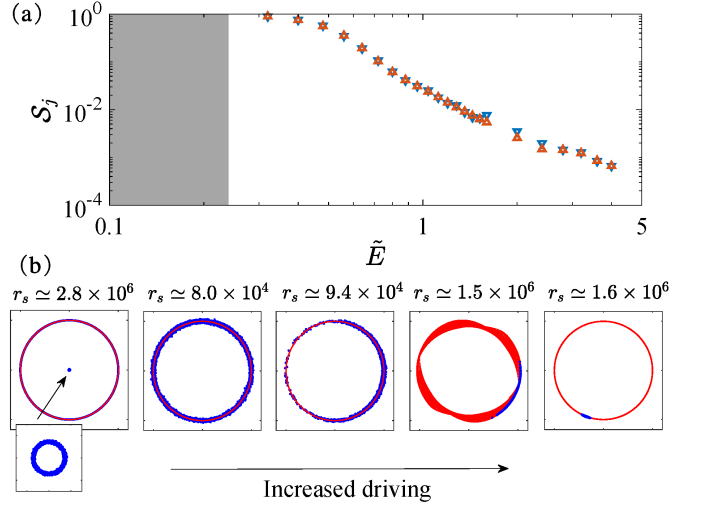 (a)
10^0
10^-2
10^-4
S_j
0.1
1
5
Ẽ
(b)
r_s ≃ 2.8 × 10^6
r_s ≃ 8.0 × 10^4
r_s ≃ 9.4 × 10^4
r_s ≃ 1.5 × 10^6
r_s ≃ 1.6 × 10^6
Increased driving